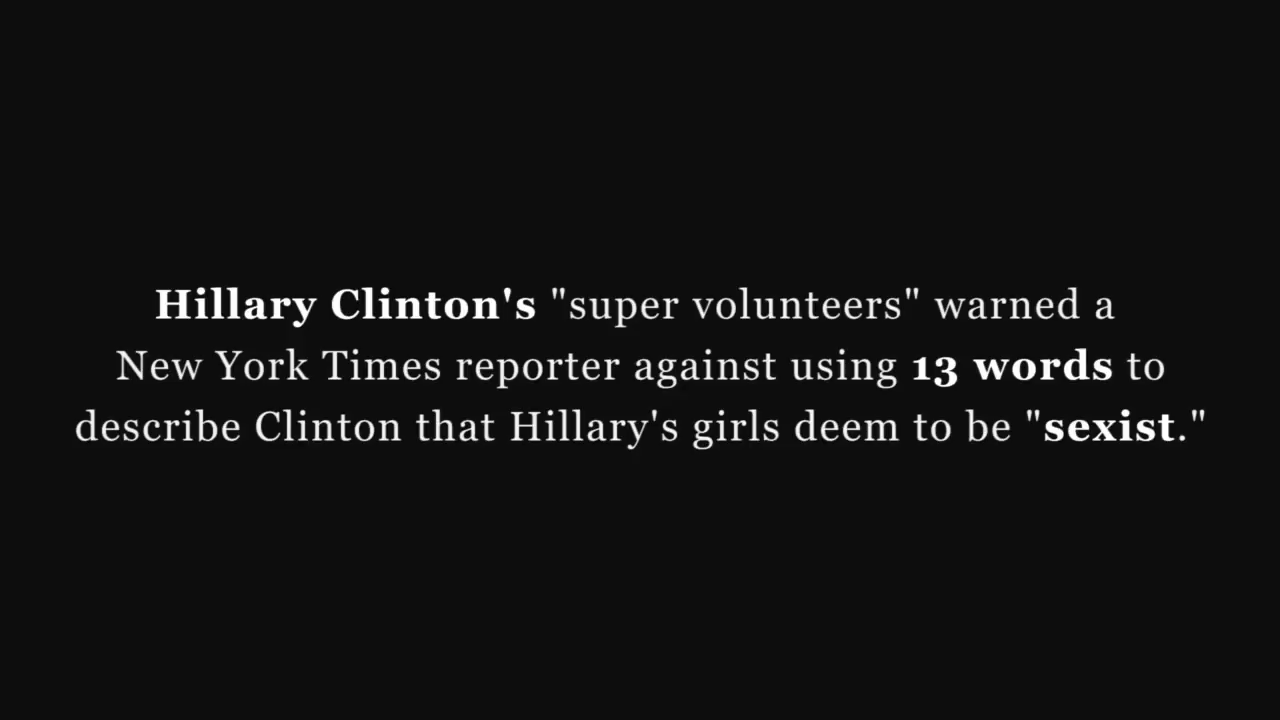 Hillary Clinton's "super volunteers" warned a
New York Times reporter against using 13 words to
describe Clinton that Hillary's girls deem to be "sexist."